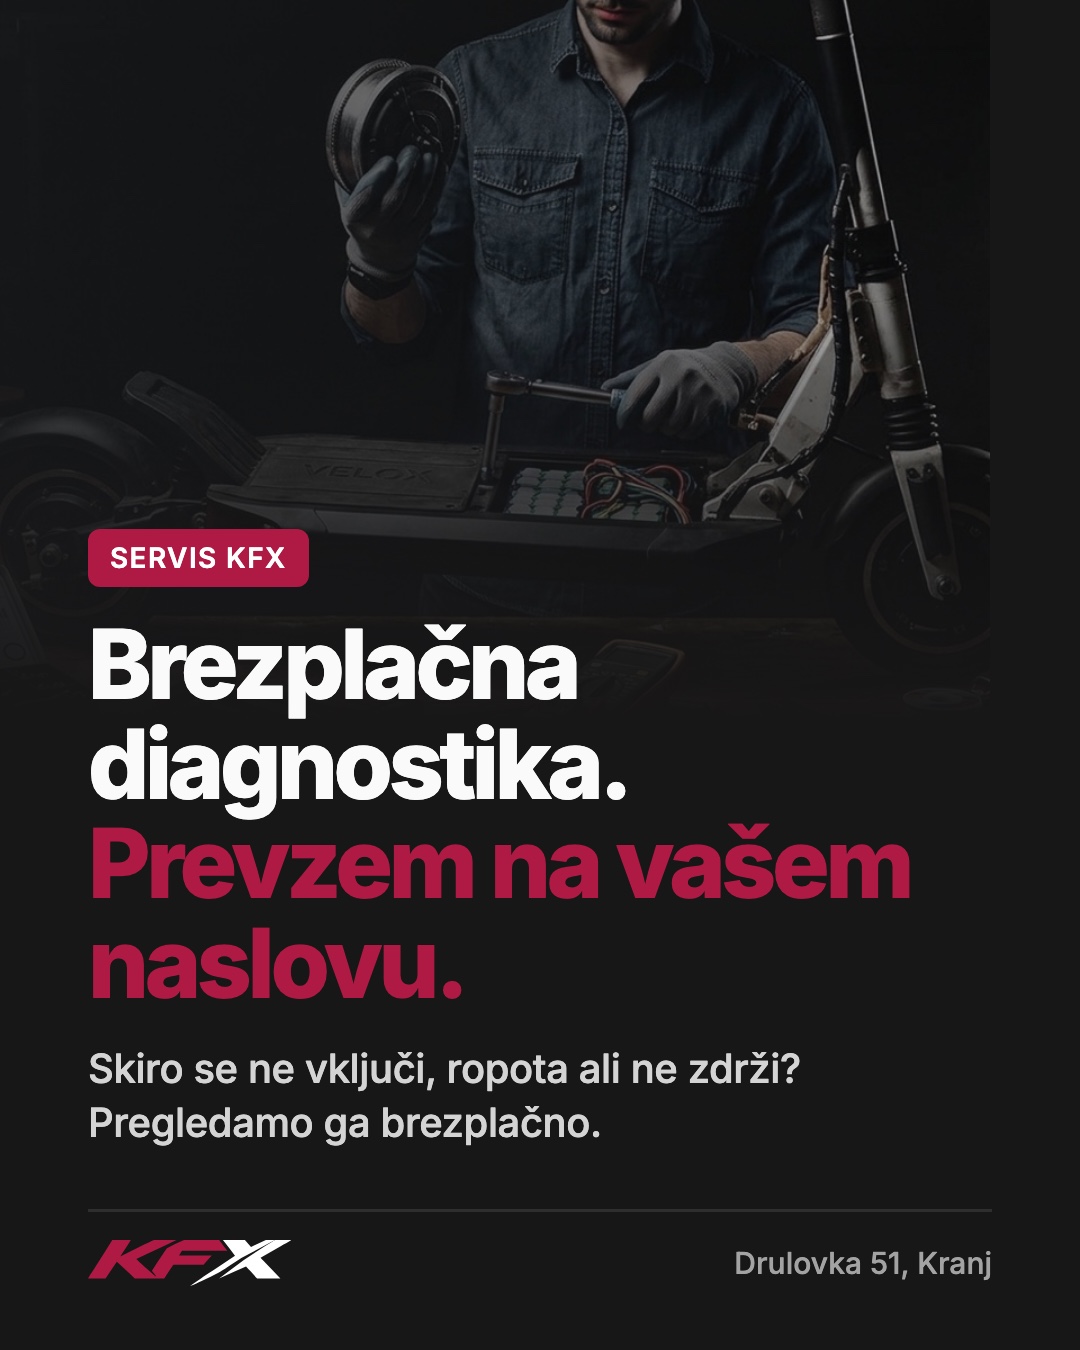 VELOX
SERVIS KFX
Brezplačna
diagnostika.
Prevzem na vašem
naslovu.
Skiro se ne vključi, ropota ali ne zdrži?
Pregledamo ga brezplačno.
KFX
Drulovka 51, Kranj